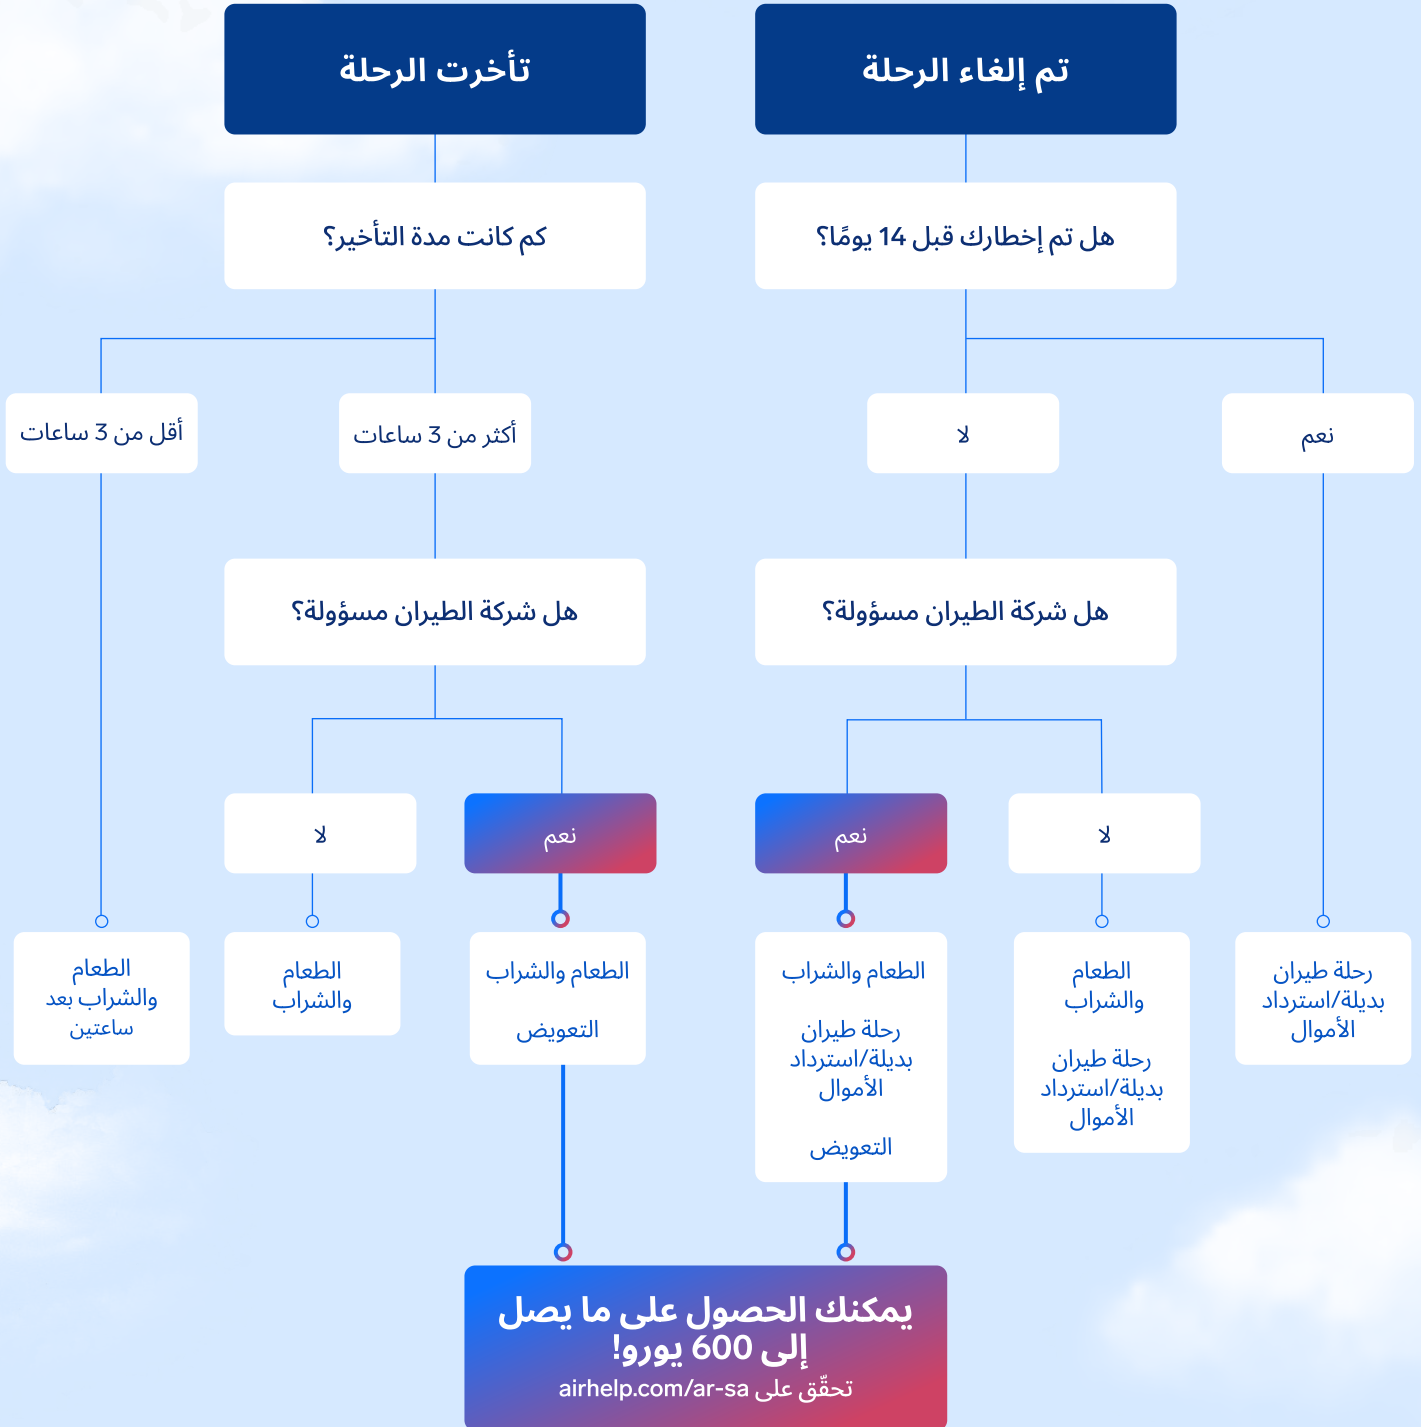 تم إلغاء الرحلة
تأخرت الرحلة
هل تم إخطارك قبل 14 يومًا؟
كم كانت مدة التأخير؟
نعم
لا
أكثر من 3 ساعات
أقل من 3 ساعات
هل شركة الطيران مسؤولة؟
هل شركة الطيران مسؤولة؟
لا
نعم
نعم
لا
رحلة طيران
بديلة/استرداد
الأموال
الطعام
والشراب
رحلة طيران
بديلة/استرداد
الأموال
الطعام والشراب
رحلة طيران
بديلة/استرداد
الأموال
التعويض
الطعام والشراب
التعويض
الطعام
والشراب
الطعام
والشراب بعد
ساعتين
يمكنك الحصول على ما يصل
إلى 600 يورو!
تحقّق على airhelp.com/ar-sa